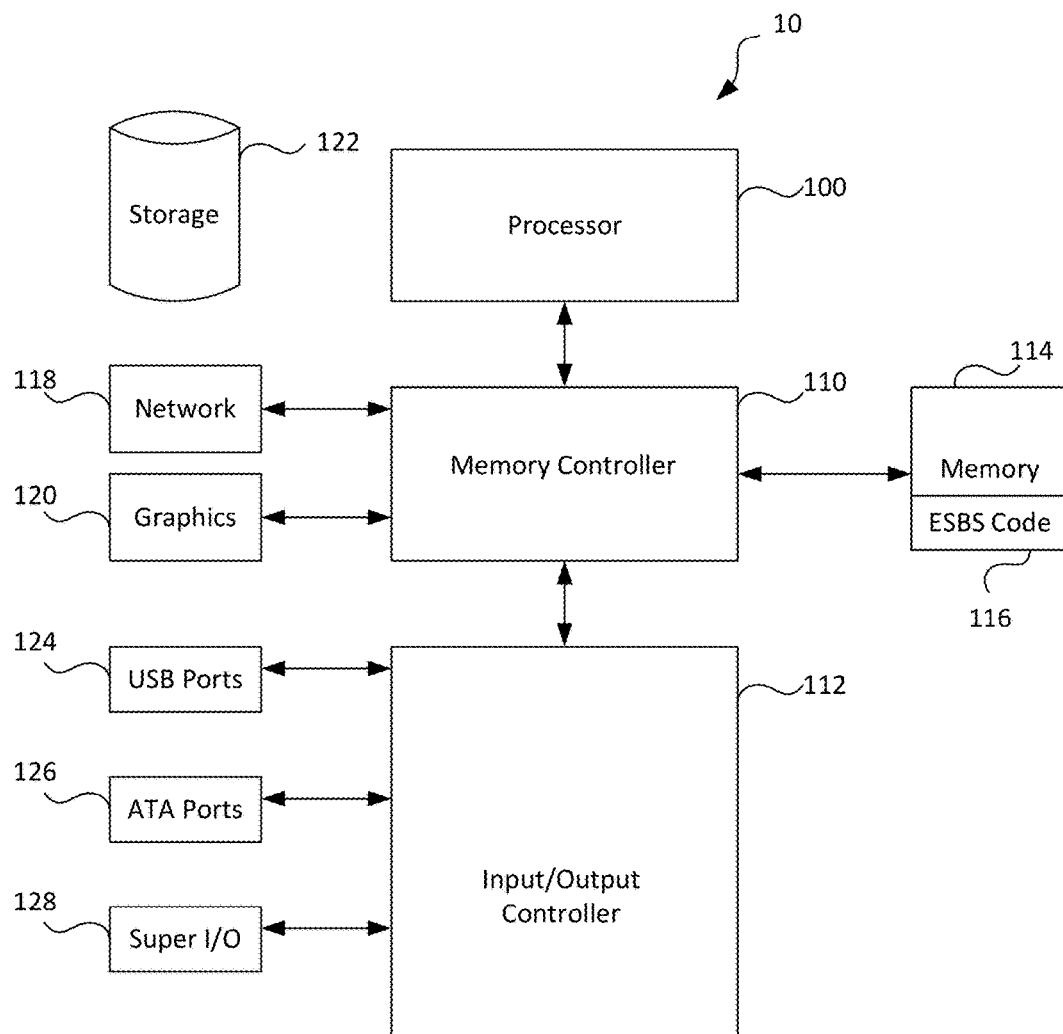 10
122
Storage
100
Processor
118
Network
110
Memory Controller
114
Memory
120
Graphics
ESBS Code
116
124
USB Ports
112
126
ATA Ports
Input/Output
Controller
128
Super I/O